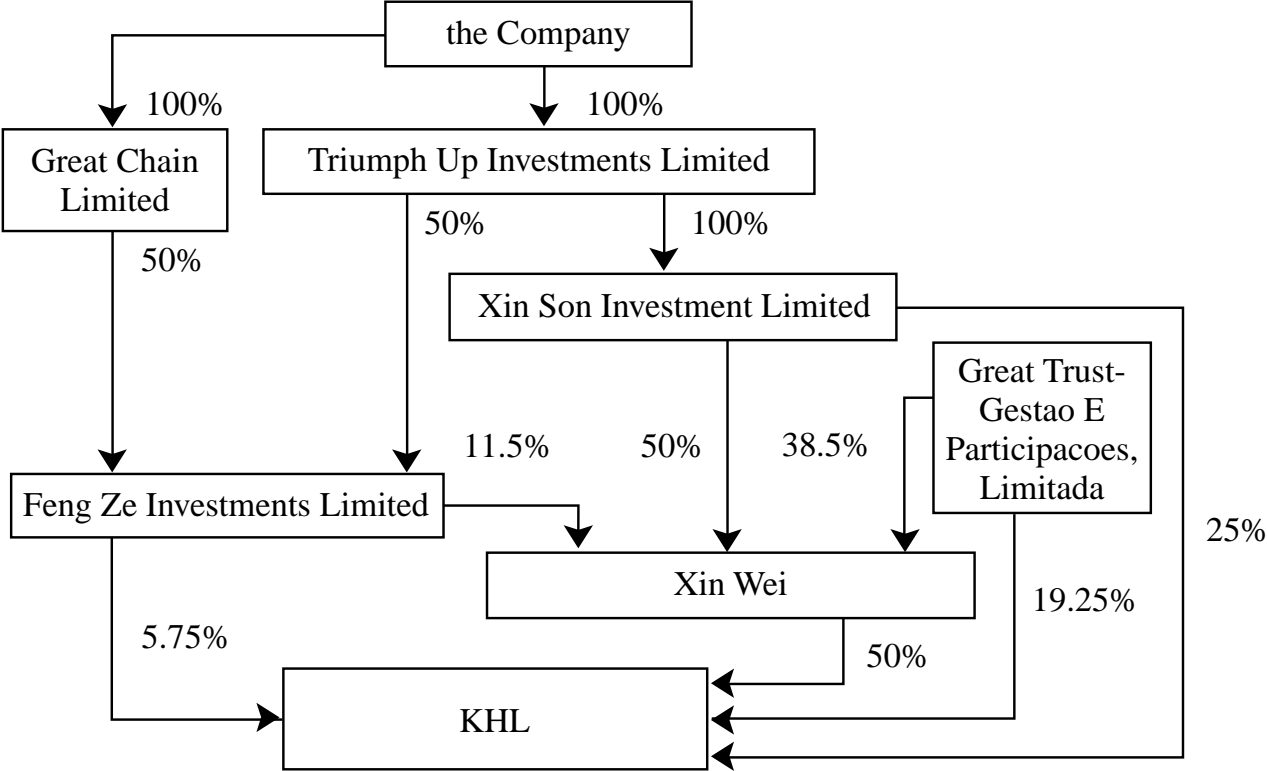 the Company
100%
100%
Great Chain
Limited
Triumph Up Investments Limited
50%
50%
100%
Xin Son Investment Limited
Great Trust-
Gestao E
Participacoes,
Limitada
11.5%
50%
38.5%
Feng Ze Investments Limited
25%
Xin Wei
19.25%
5.75%
50%
KHL